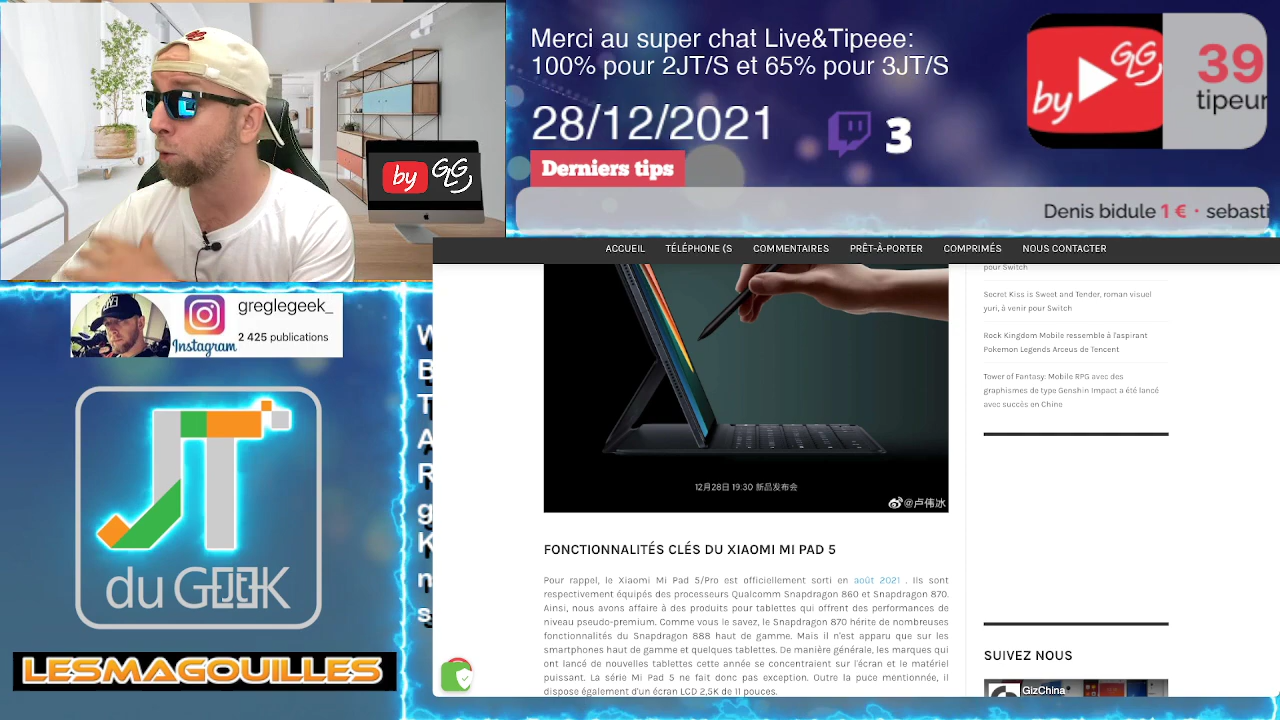 Merci au super chat Live&Tipeee:
100% pour 2JT/S et 65% pour 3JT/S
28/12/2021
3
by GLG
39
tipeur
Derniers tips
Denis bidule 1 € · sebasti
by GLG
ACCUEIL TÉLÉPHONE (S COMMENTAIRES PRÊT-À-PORTER COMPRIMÉS NOUS CONTACTER
greglegeek_
2 425 publications
Instagram
JT
du GEEK
LESMAGOUILLES
W
B
T
A
R
g
K
n
s
12月28日 19:30 新品发布会
@卢伟冰
FONCTIONNALITÉS CLÉS DU XIAOMI MI PAD 5
Pour rappel, le Xiaomi Mi Pad 5/Pro est officiellement sorti en août 2021 . Ils sont
respectivement équipés des processeurs Qualcomm Snapdragon 860 et Snapdragon 870.
Ainsi, nous avons affaire à des produits pour tablettes qui offrent des performances de
niveau pseudo-premium. Comme vous le savez, le Snapdragon 870 hérite de nombreuses
fonctionnalités du Snapdragon 888 haut de gamme. Mais il n'est apparu que sur les
smartphones haut de gamme et quelques tablettes. De manière générale, les marques qui
ont lancé de nouvelles tablettes cette année se concentraient sur l'écran et le matériel
puissant. La série Mi Pad 5 ne fait donc pas exception. Outre la puce mentionnée, il
dispose également d'un écran LCD 2,5K de 11 pouces.
pour Switch
Secret Kiss is Sweet and Tender, roman visuel
yuri, à venir pour Switch
Rock Kingdom Mobile ressemble à l'aspirant
Pokemon Legends Arceus de Tencent
Tower of Fantasy: Mobile RPG avec des
graphismes de type Genshin Impact a été lancé
avec succès en Chine
SUIVEZ NOUS
GizChina